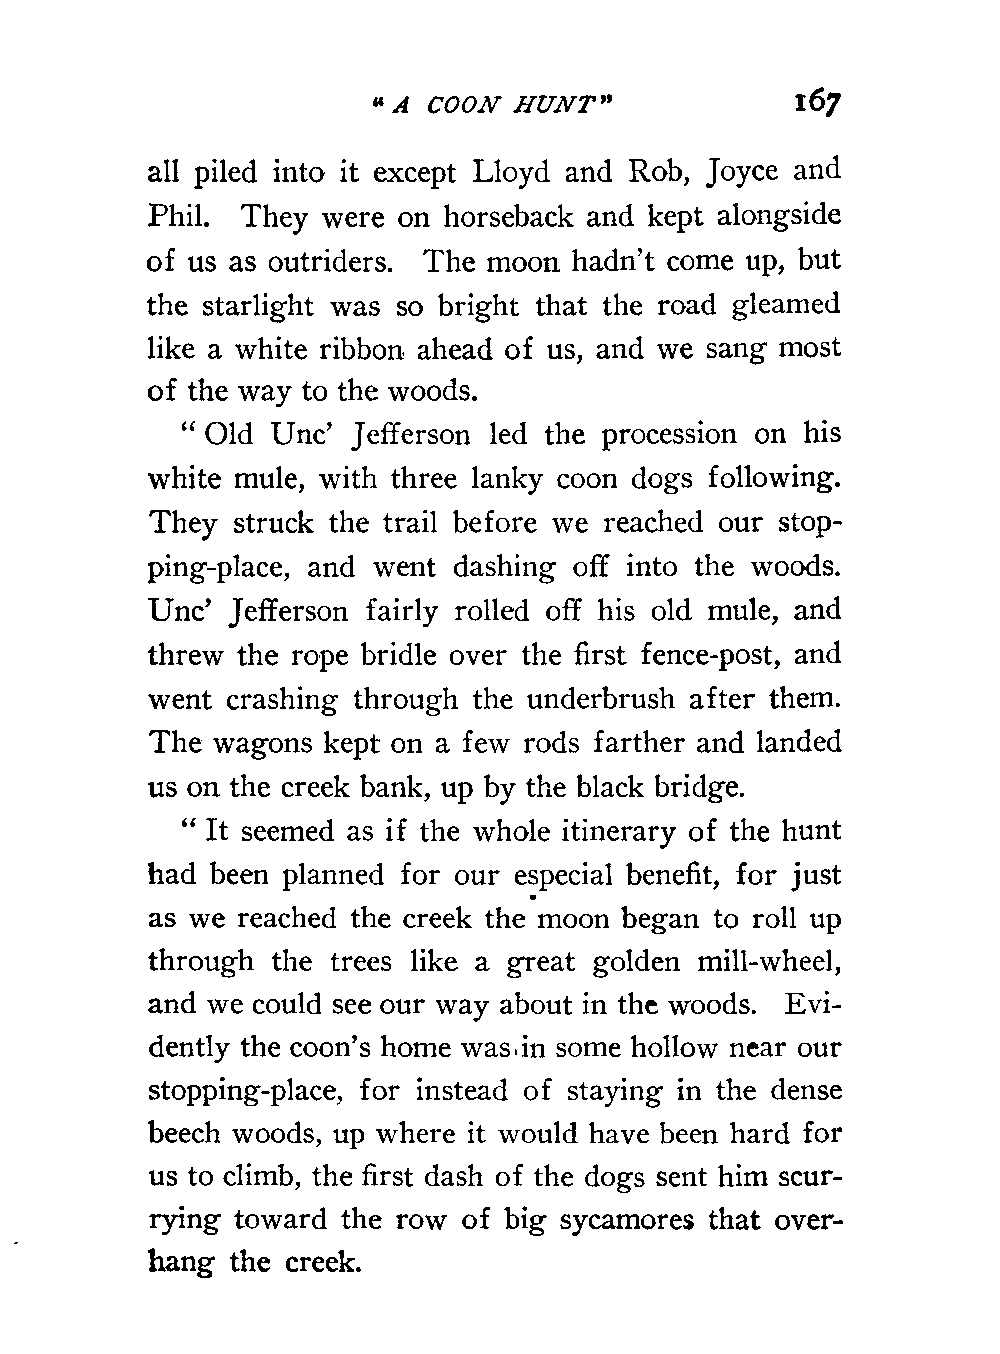 “A COON HUNT” 167
all piled into it except Lloyd and Rob, Joyce and
Phil. They were on horseback and kept alongside
of us as outriders. The moon hadn’t come up, but
the starlight was so bright that the road gleamed
like a white ribbon ahead of us, and we sang most
of the way to the woods.
“ Old Unc’ Jefferson led the procession on his
white mule, with three lanky coon dogs following.
They struck the trail before we reached our stop-
ping-place, and went dashing off into the woods.
Unc’ Jefferson fairly rolled off his old mule, and
threw the rope bridle over the first fence-post, and
went crashing through the underbrush after them.
The wagons kept on a few rods farther and landed
us on the creek bank, up by the black bridge.
“ It seemed as if the whole itinerary of the hunt
had been planned for our especial benefit, for just
as we reached the creek the moon began to roll up
through the trees like a great golden mill-wheel,
and we could see our way about in the woods. Evi-
dently the coon’s home was in some hollow near our
stopping-place, for instead of staying in the dense
beech woods, up where it would have been hard for
us to climb, the first dash of the dogs sent him scur-
rying toward the row of big sycamores that over-
hang the creek.